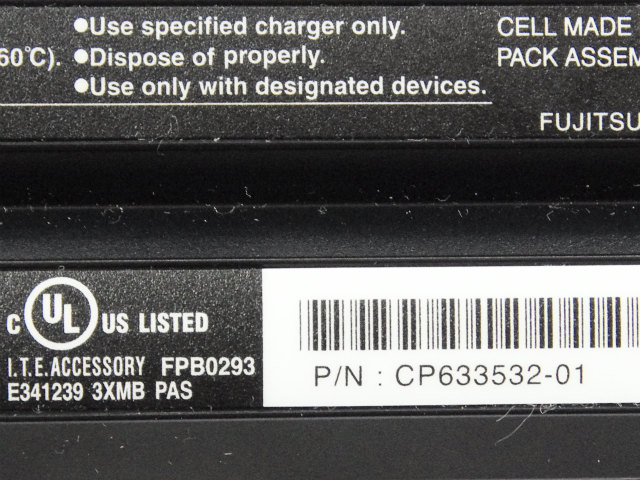 ●Use specified charger only.
60℃). ●Dispose of properly.
●Use only with designated devices.
CELL MADE
PACK ASSEM
FUJITSU
C UL US LISTED
I.T.E.ACCESSORY FPB0293
E341239 3XMB PAS
P/N : CP633532-01